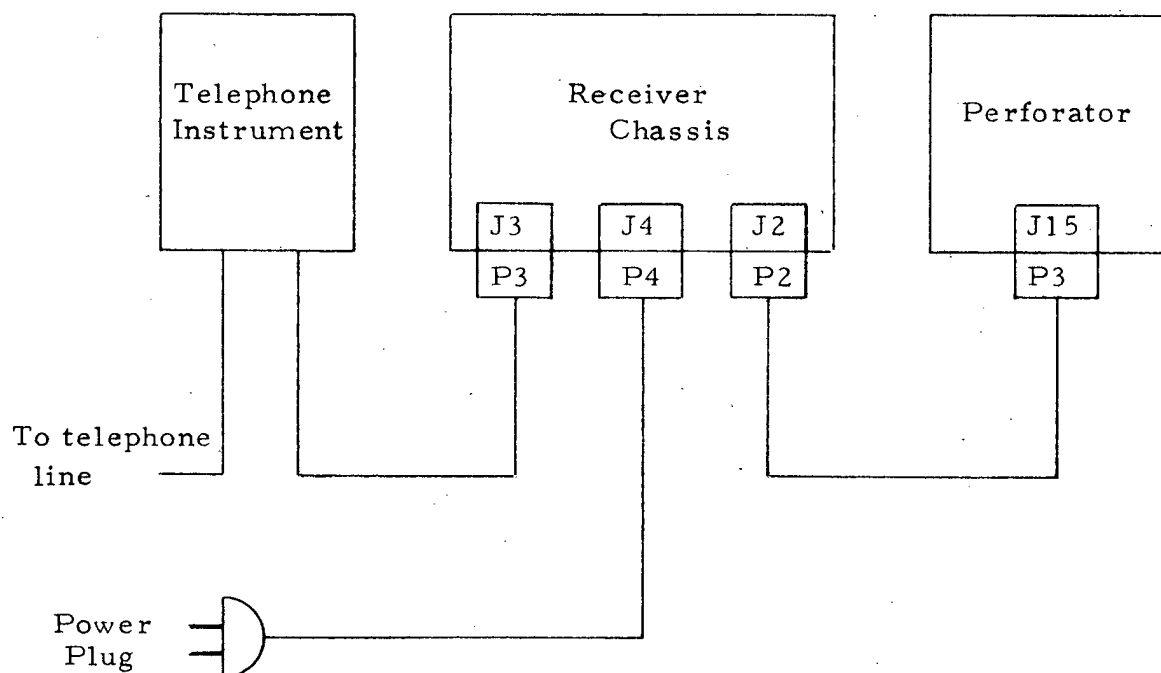 Telephone
Instrument
Receiver
Chassis
Perforator
J3
J4
J2
J15
P3
P4
P2
P3
To telephone
line
Power
Plug